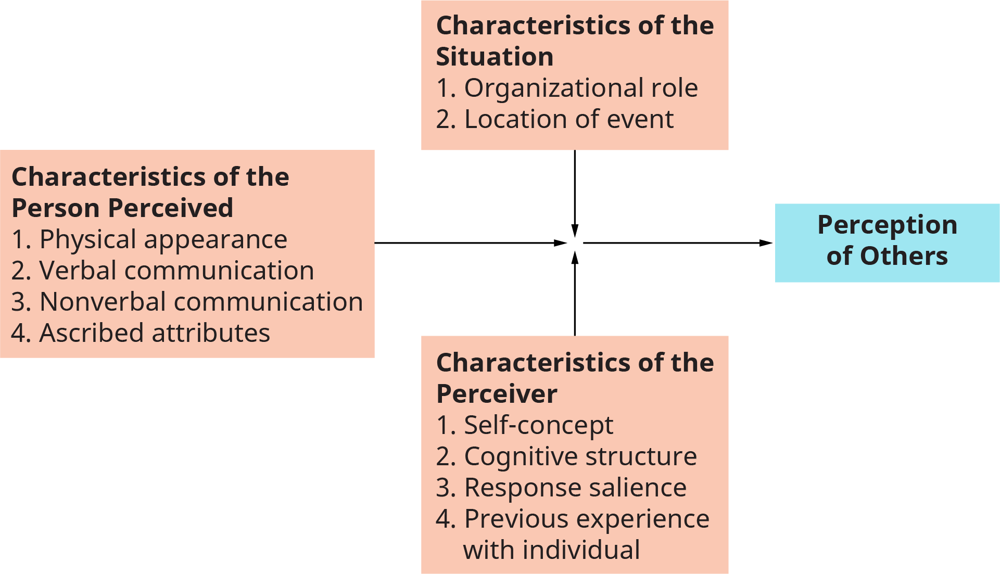 Characteristics of the
Situation
1. Organizational role
2. Location of event
Characteristics of the
Person Perceived
1. Physical appearance
2. Verbal communication
3. Nonverbal communication
4. Ascribed attributes
Perception
of Others
Characteristics of the
Perceiver
1. Self-concept
2. Cognitive structure
3. Response salience
4. Previous experience
with individual